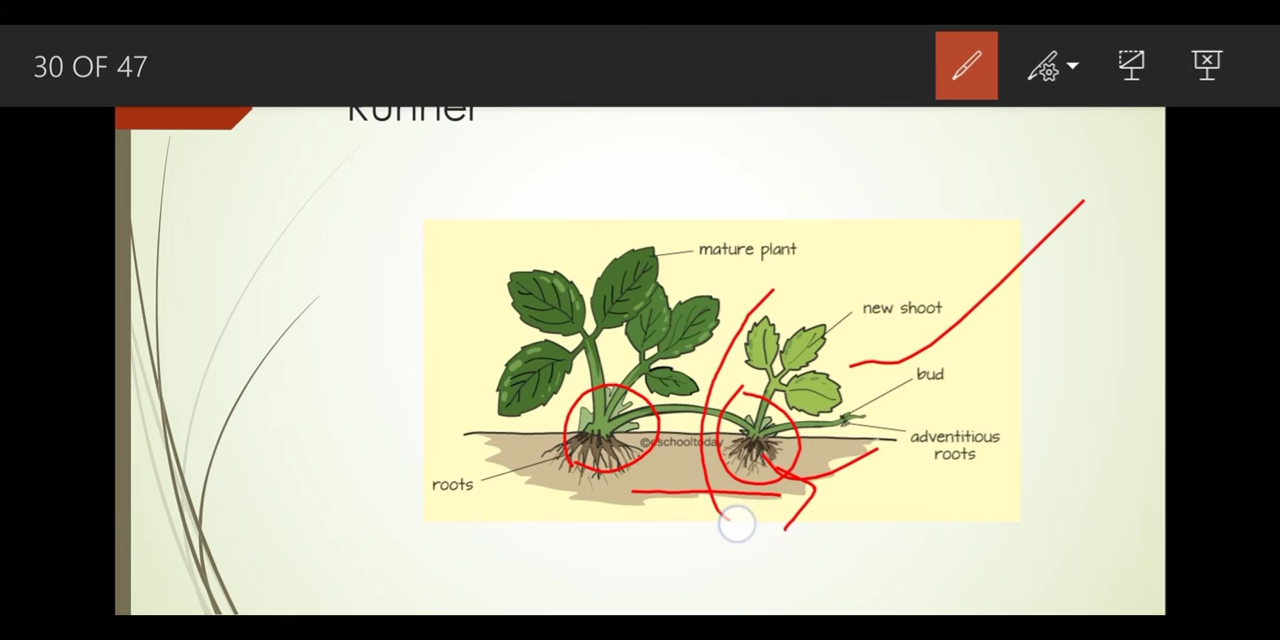 30 OF 47
Runner
mature plant
new shoot
bud
adventitious
roots
©eschooltoday
roots